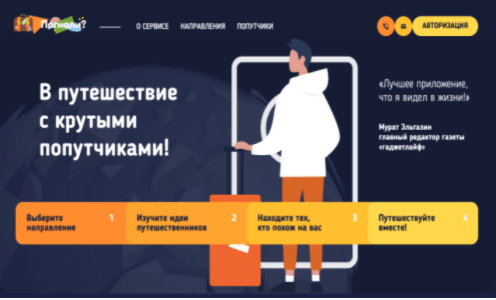 Погнали?
О СЕРВИСЕ НАПРАВЛЕНИЯ ПОПУТЧИКИ
АВТОРИЗАЦИЯ
В путешествие
с крутыми
попутчиками!
«Лучшее приложение,
что я видел в жизни!»
Мурат Эльгазин
главный редактор газеты
«гаджетлайф»
Выберите
направление
1
Изучите идеи
путешественников
2
Найдите тех,
кто похож на вас
3
Путешествуйте
вместе!
4